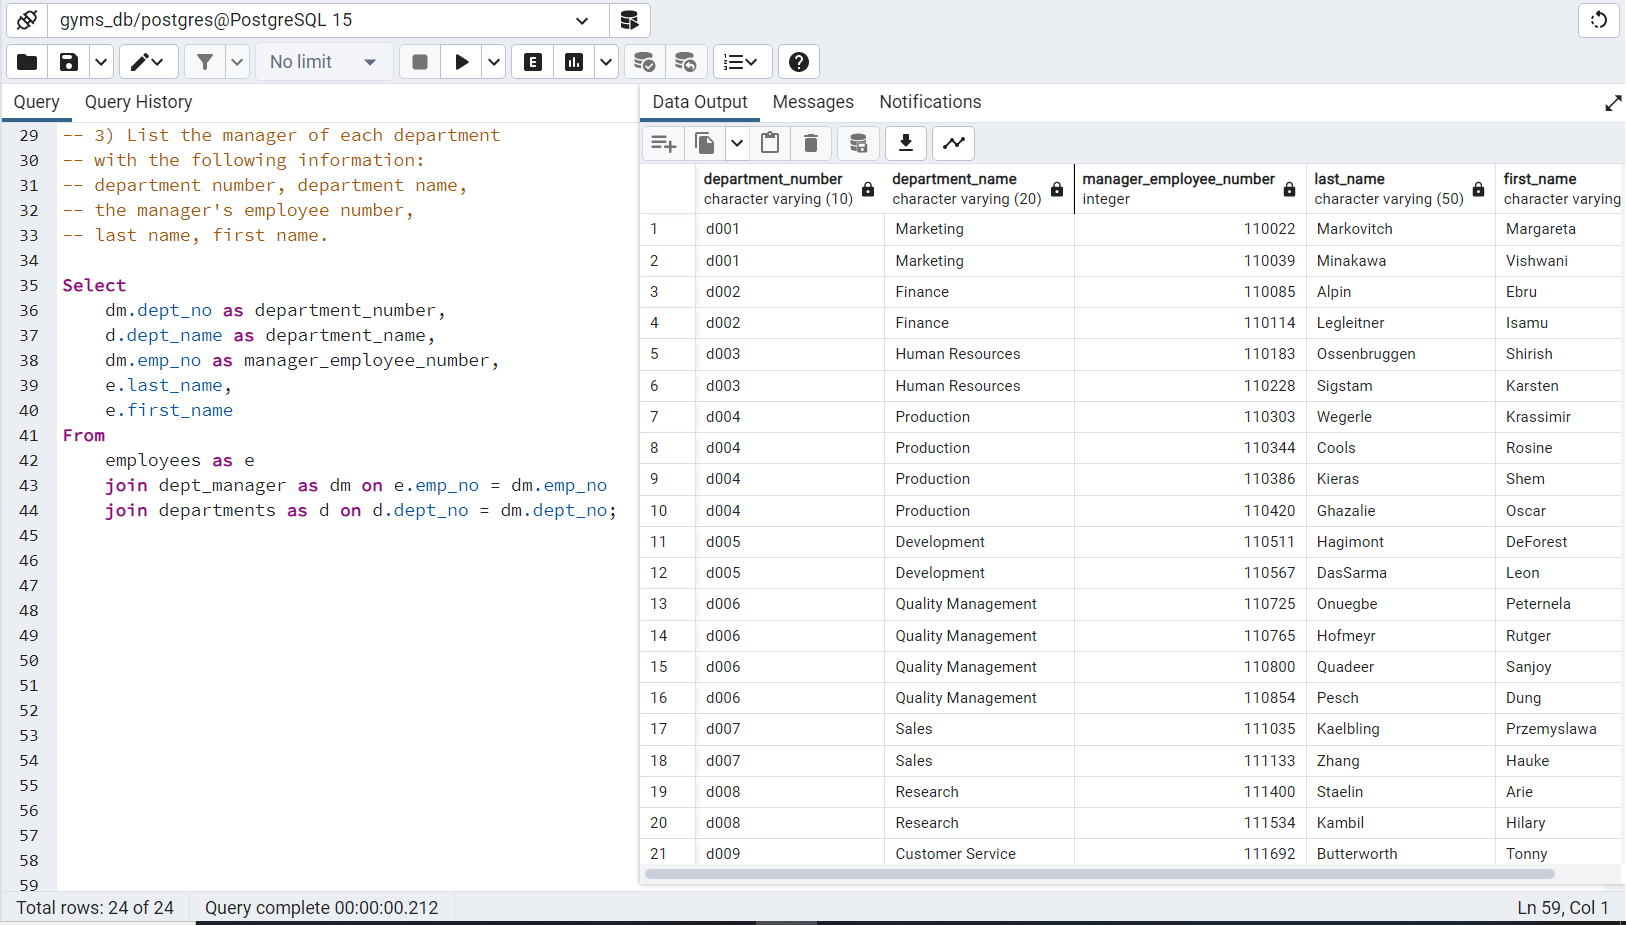 gyms_db/postgres@PostgreSQL 15
No limit
E
Query Query History
29 -- 3) List the manager of each department
30 -- with the following information:
31 -- department number, department name,
32 -- the manager's employee number,
33 -- last name, first name.
34
35 Select
36 dm.dept_no as department_number,
37 d.dept_name as department_name,
38 dm.emp_no as manager_employee_number,
39 e.last_name,
40 e.first_name
41 From
42 employees as e
43 join dept_manager as dm on e.emp_no = dm.emp_no
44 join departments as d on d.dept_no = dm.dept_no;
45
46
47
48
49
50
51
52
53
54
55
56
57
58
59
Data Output Messages Notifications
department_number department_name manager_employee_number last_name first_name
character varying (10) character varying (20) integer character varying (50) character varying
1 d001 Marketing 110022 Markovitch Margareta
2 d001 Marketing 110039 Minakawa Vishwani
3 d002 Finance 110085 Alpin Ebru
4 d002 Finance 110114 Legleitner Isamu
5 d003 Human Resources 110183 Ossenbruggen Shirish
6 d003 Human Resources 110228 Sigstam Karsten
7 d004 Production 110303 Wegerle Krassimir
8 d004 Production 110344 Cools Rosine
9 d004 Production 110386 Kieras Shem
10 d004 Production 110420 Ghazalie Oscar
11 d005 Development 110511 Hagimont DeForest
12 d005 Development 110567 DasSarma Leon
13 d006 Quality Management 110725 Onuegbe Peternela
14 d006 Quality Management 110765 Hofmeyr Rutger
15 d006 Quality Management 110800 Quadeer Sanjoy
16 d006 Quality Management 110854 Pesch Dung
17 d007 Sales 111035 Kaelbling Przemyslawa
18 d007 Sales 111133 Zhang Hauke
19 d008 Research 111400 Staelin Arie
20 d008 Research 111534 Kambil Hilary
21 d009 Customer Service 111692 Butterworth Tonny
Total rows: 24 of 24 Query complete 00:00:00.212 Ln 59, Col 1